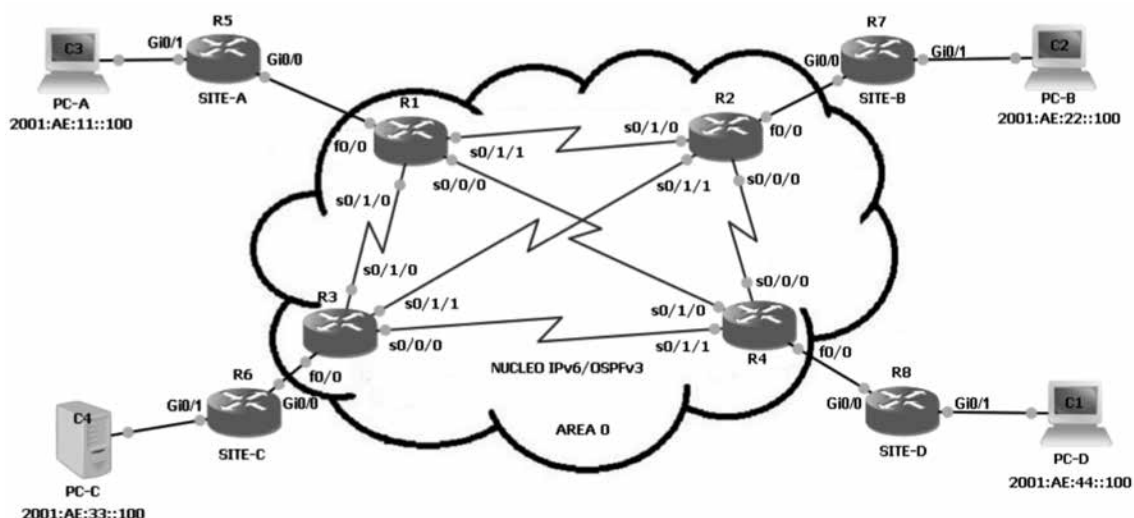 R5
R7
C3
Gi0/1
Gi0/0
Gi0/0
Gi0/1
C2
PC-A
SITE-A
SITE-B
PC-B
2001:AE:11::100
2001:AE:22::100
R1
R2
f0/0
s0/1/1
s0/1/0
f0/0
s0/0/0
s0/1/1
s0/0/0
s0/1/0
s0/1/0
s0/0/0
R3
s0/1/1
s0/1/0
s0/0/0
s0/1/1
R4
f0/0
f0/0
NUCLEO IPv6/OSPFv3
R6
R8
Gi0/0
Gi0/0
Gi0/1
Gi0/1
C4
C1
AREA 0
SITE-C
SITE-D
PC-C
PC-D
2001:AE:33::100
2001:AE:44::100